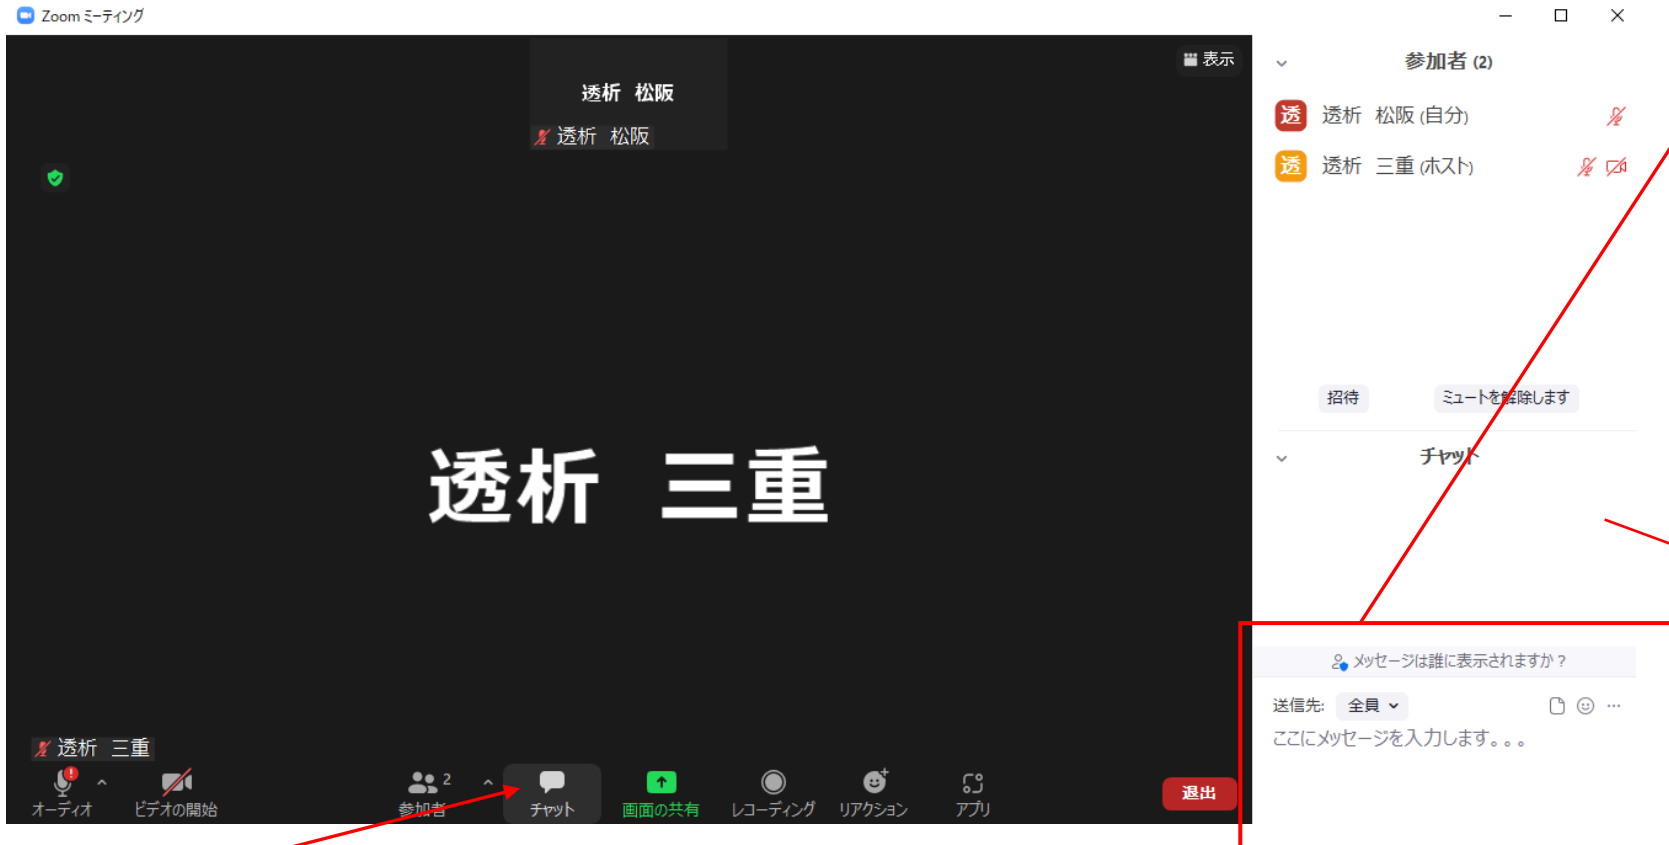 Zoom ミーティング
透析 松阪
透析 松阪
表示
透析 三重
透析 三重
オーディオ
ビデオの開始
2
参加者
チャット
画面の共有
レコーディング
リアクション
アプリ
退出
参加者 (2)
透 透析 松阪 (自分)
透 透析 三重 (ホスト)
招待
ミュートを解除します
チャット
メッセージは誰に表示されますか？
送信先: 全員
ここにメッセージを入力します。。。